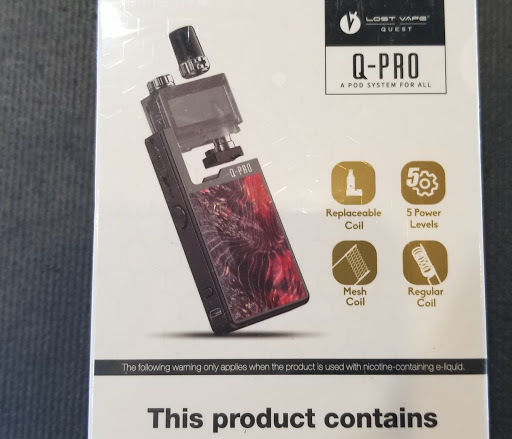 LOST VAPE
QUEST
Q-PRO
A POD SYSTEM FOR ALL
Q-PRO
Replaceable
Coil
5
5 Power
Levels
Mesh
Coil
Regular
Coil
The following warning only applies when the product is used with nicotine-containing e-liquid.
This product contains